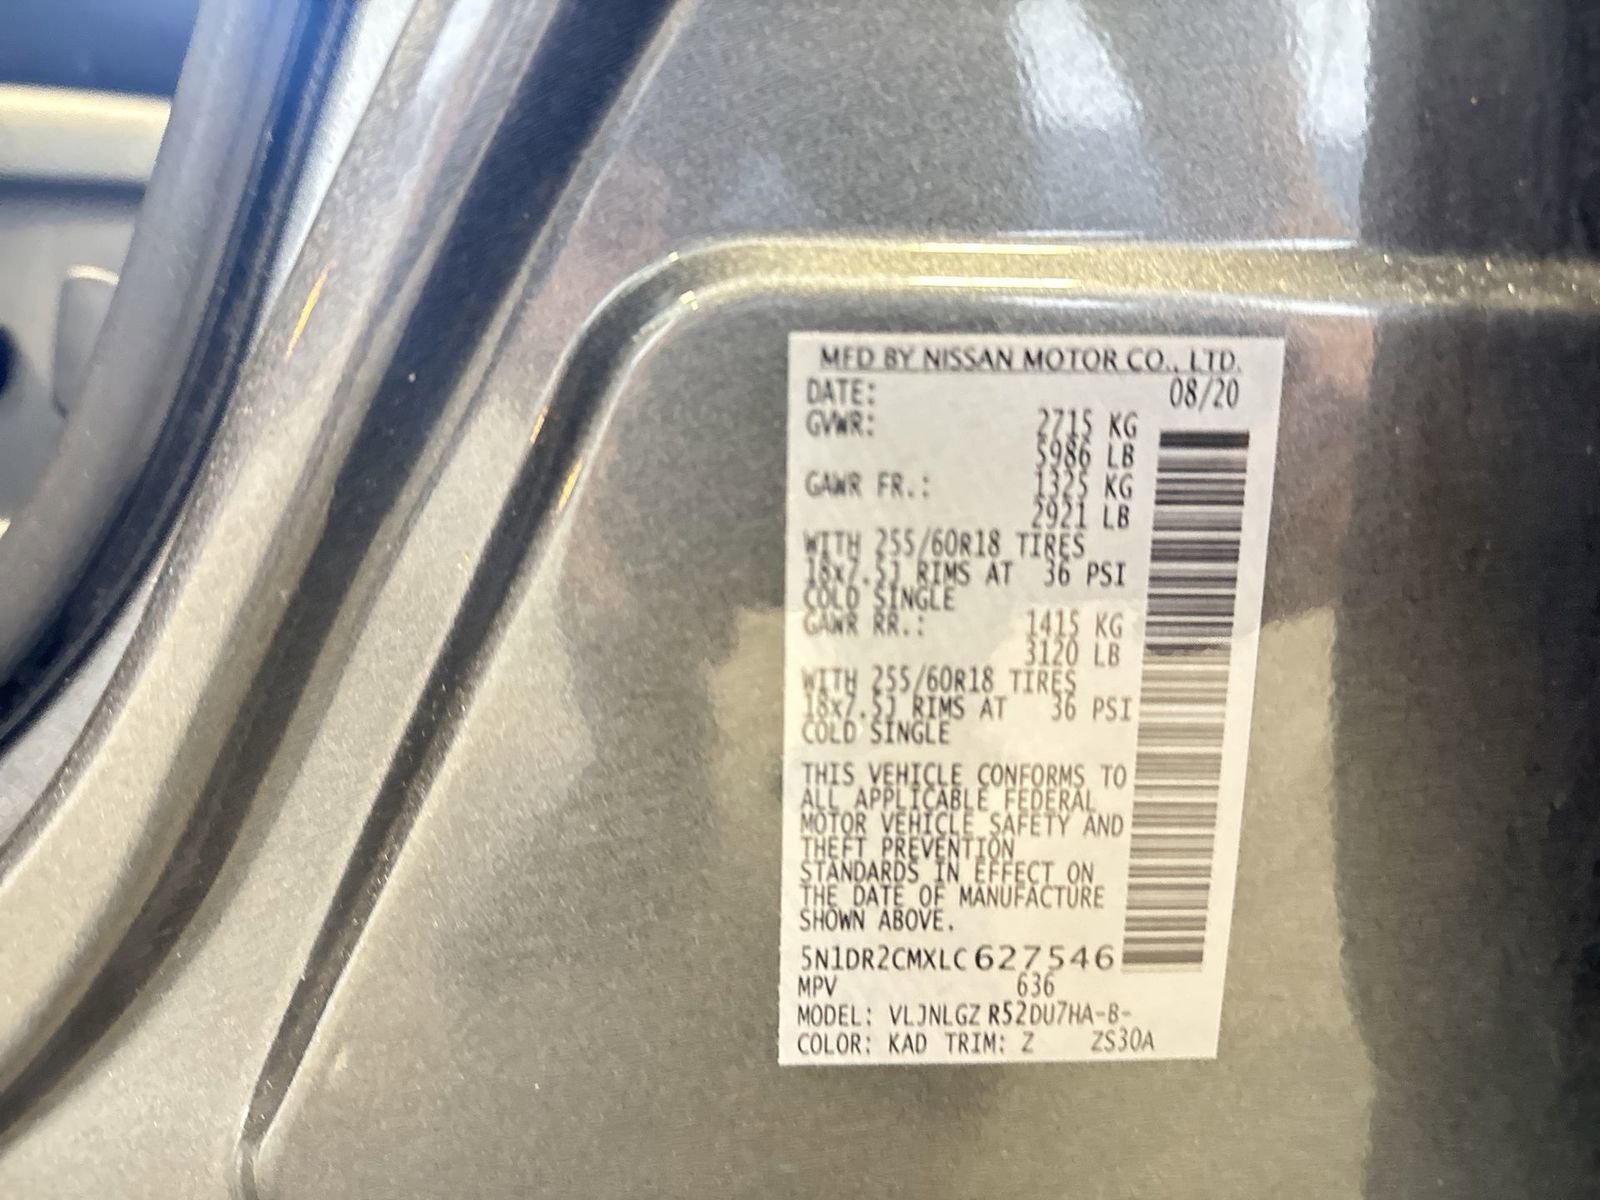 MFD BY NISSAN MOTOR CO., LTD.
DATE: 08/20
GVWR: 2715 KG
5986 LB
GAWR FR.: 1325 KG
2921 LB
WITH 255/60R18 TIRES
18x7.5J RIMS AT 36 PSI
COLD SINGLE
GAWR RR.: 1415 KG
3120 LB
WITH 255/60R18 TIRES
18x7.5J RIMS AT 36 PSI
COLD SINGLE
THIS VEHICLE CONFORMS TO
ALL APPLICABLE FEDERAL
MOTOR VEHICLE SAFETY AND
THEFT PREVENTION
STANDARDS IN EFFECT ON
THE DATE OF MANUFACTURE
SHOWN ABOVE.
5N1DR2CMXLC627546
MPV 636
MODEL: VLJNLGZ R52DU7HA-B-
COLOR: KAD TRIM: Z ZS30A